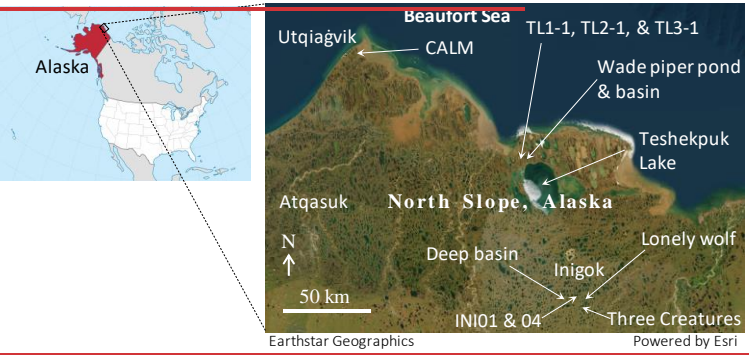 Beaufort Sea
Utqiaġvik
CALM
TL1-1, TL2-1, & TL3-1
Alaska
Wade piper pond
& basin
Teshekpuk
Lake
Atqasuk
North Slope, Alaska
N
Deep basin
Lonely wolf
Inigok
50 km
INI01 & 04
Three Creatures
Earthstar Geographics
Powered by Esri